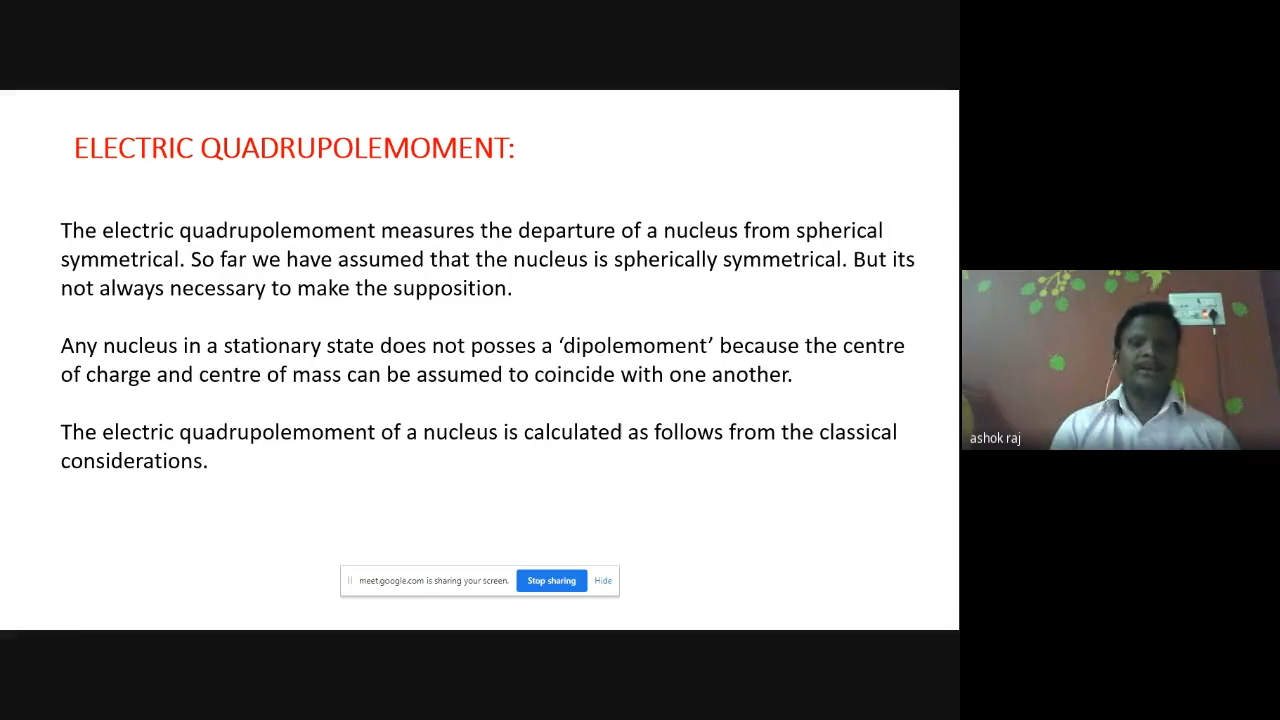 ELECTRIC QUADRUPOLEMOMENT:
The electric quadrupolemoment measures the departure of a nucleus from spherical
symmetrical. So far we have assumed that the nucleus is spherically symmetrical. But its
not always necessary to make the supposition.
Any nucleus in a stationary state does not posses a ‘dipolemoment’ because the centre
of charge and centre of mass can be assumed to coincide with one another.
The electric quadrupolemoment of a nucleus is calculated as follows from the classical
considerations.
meet.google.com is sharing your screen. Stop sharing Hide
ashok raj